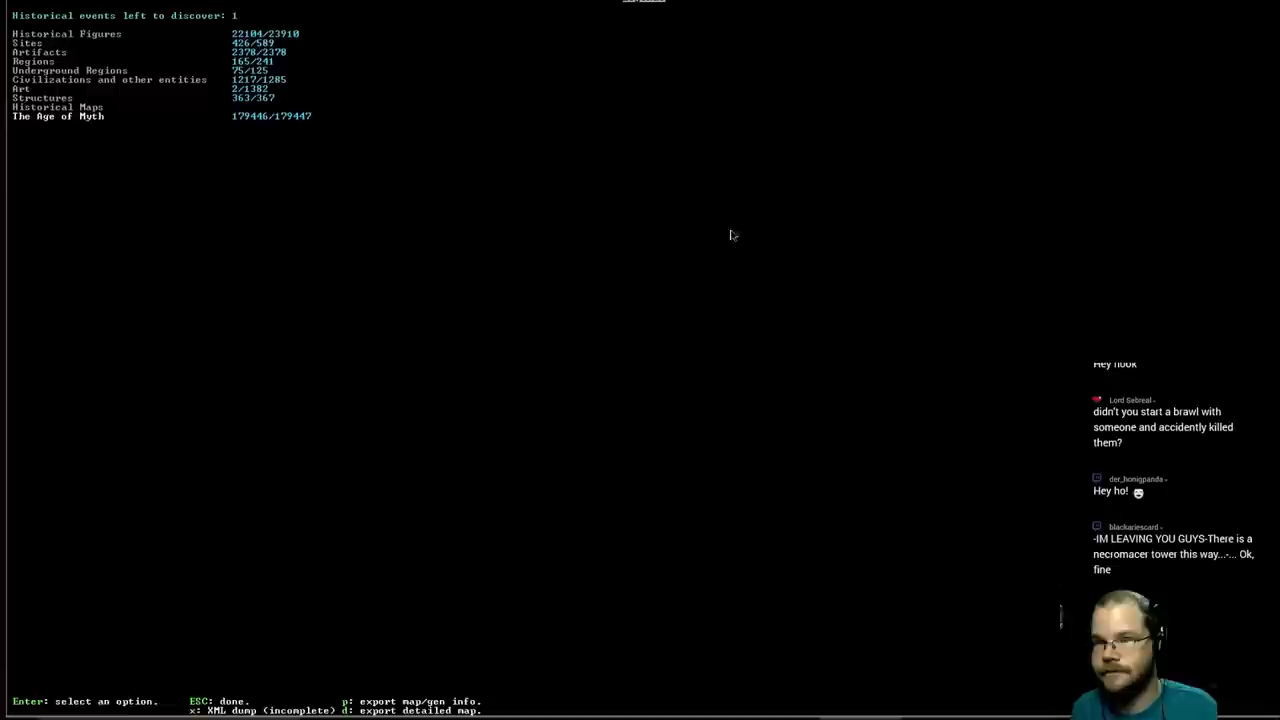 Historical events left to discover: 1
Historical Figures 22104/23910
Sites 426/589
Artifacts 2378/2378
Regions 165/241
Underground Regions 75/125
Civilizations and other entities 1217/1285
Art 2/1382
Structures 363/367
Historical Maps
The Age of Myth 179446/179447
Hey hook
Lord Sebreal -
didn't you start a brawl with
someone and accidently killed
them?
der_honigpanda -
Hey ho!
blackariescard -
-IM LEAVING YOU GUYS-There is a
necromacer tower this way...-... Ok,
fine
Enter: select an option. ESC: done. p: export map/gen info.
x: XML dump (incomplete) d: export detailed map.